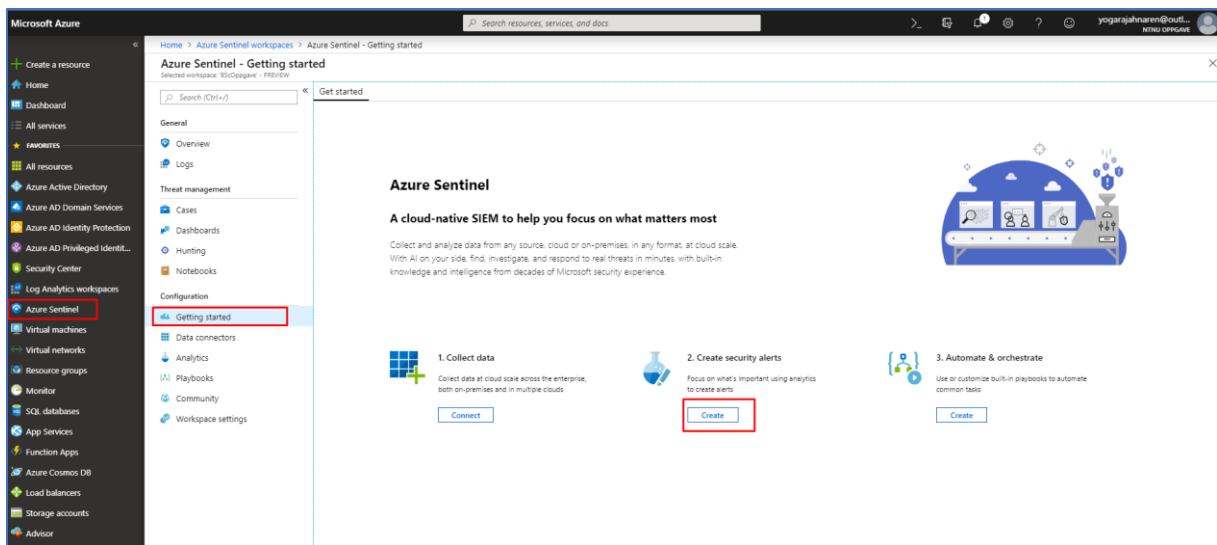 Microsoft Azure
Search resources, services, and docs
yogarajahnaren@outl...
NTNU OPPGAVE
Home > Azure Sentinel workspaces > Azure Sentinel - Getting started
Azure Sentinel - Getting started
Selected workspace: 'BScOppgave' - PREVIEW
Create a resource
Home
Dashboard
All services
FAVORITES
All resources
Azure Active Directory
Azure AD Domain Services
Azure AD Identity Protection
Azure AD Privileged Identit...
Security Center
Log Analytics workspaces
Azure Sentinel
Virtual machines
Virtual networks
Resource groups
Monitor
SQL databases
App Services
Function Apps
Azure Cosmos DB
Load balancers
Storage accounts
Advisor
Search (Ctrl+/)
General
Overview
Logs
Threat management
Cases
Dashboards
Hunting
Notebooks
Configuration
Getting started
Data connectors
Analytics
Playbooks
Community
Workspace settings
Get started
Azure Sentinel
A cloud-native SIEM to help you focus on what matters most
Collect and analyze data from any source, cloud or on-premises, in any format, at cloud scale.
With AI on your side, find, investigate, and respond to real threats in minutes, with built-in
knowledge and intelligence from decades of Microsoft security experience.
1. Collect data
Collect data at cloud scale across the enterprise,
both on-premises and in multiple clouds
Connect
2. Create security alerts
Focus on what's important using analytics
to create alerts
Create
3. Automate & orchestrate
Use or customize built-in playbooks to automate
common tasks
Create